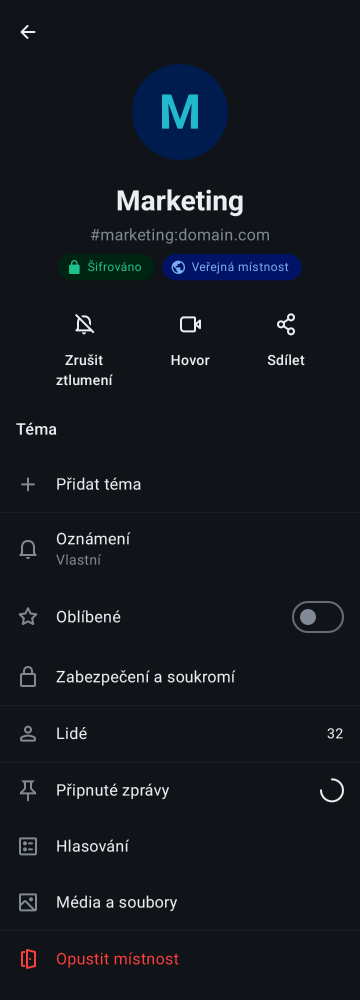 M
Marketing
#marketing:domain.com
Šifrováno
Veřejná místnost
Zrušit
ztlumení
Hovor
Sdílet
Téma
Přidat téma
Oznámení
Vlastní
Oblíbené
Zabezpečení a soukromí
Lidé
32
Připnuté zprávy
Hlasování
Média a soubory
Opustit místnost